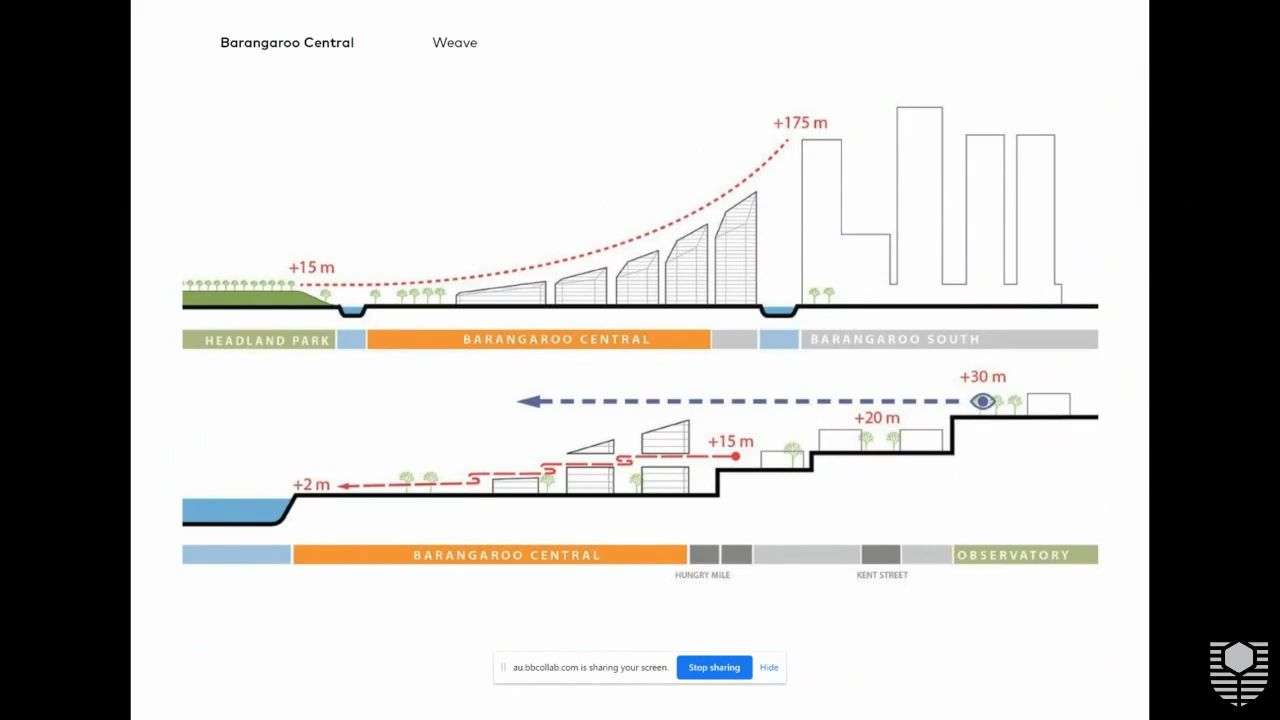 Barangaroo Central Weave
+175 m
+15 m
HEADLAND PARK BARANGAROO CENTRAL BARANGAROO SOUTH
+30 m
+20 m
+15 m
+2 m
BARANGAROO CENTRAL OBSERVATORY
HUNGRY MILE KENT STREET
au.bbcollab.com is sharing your screen. Stop sharing Hide